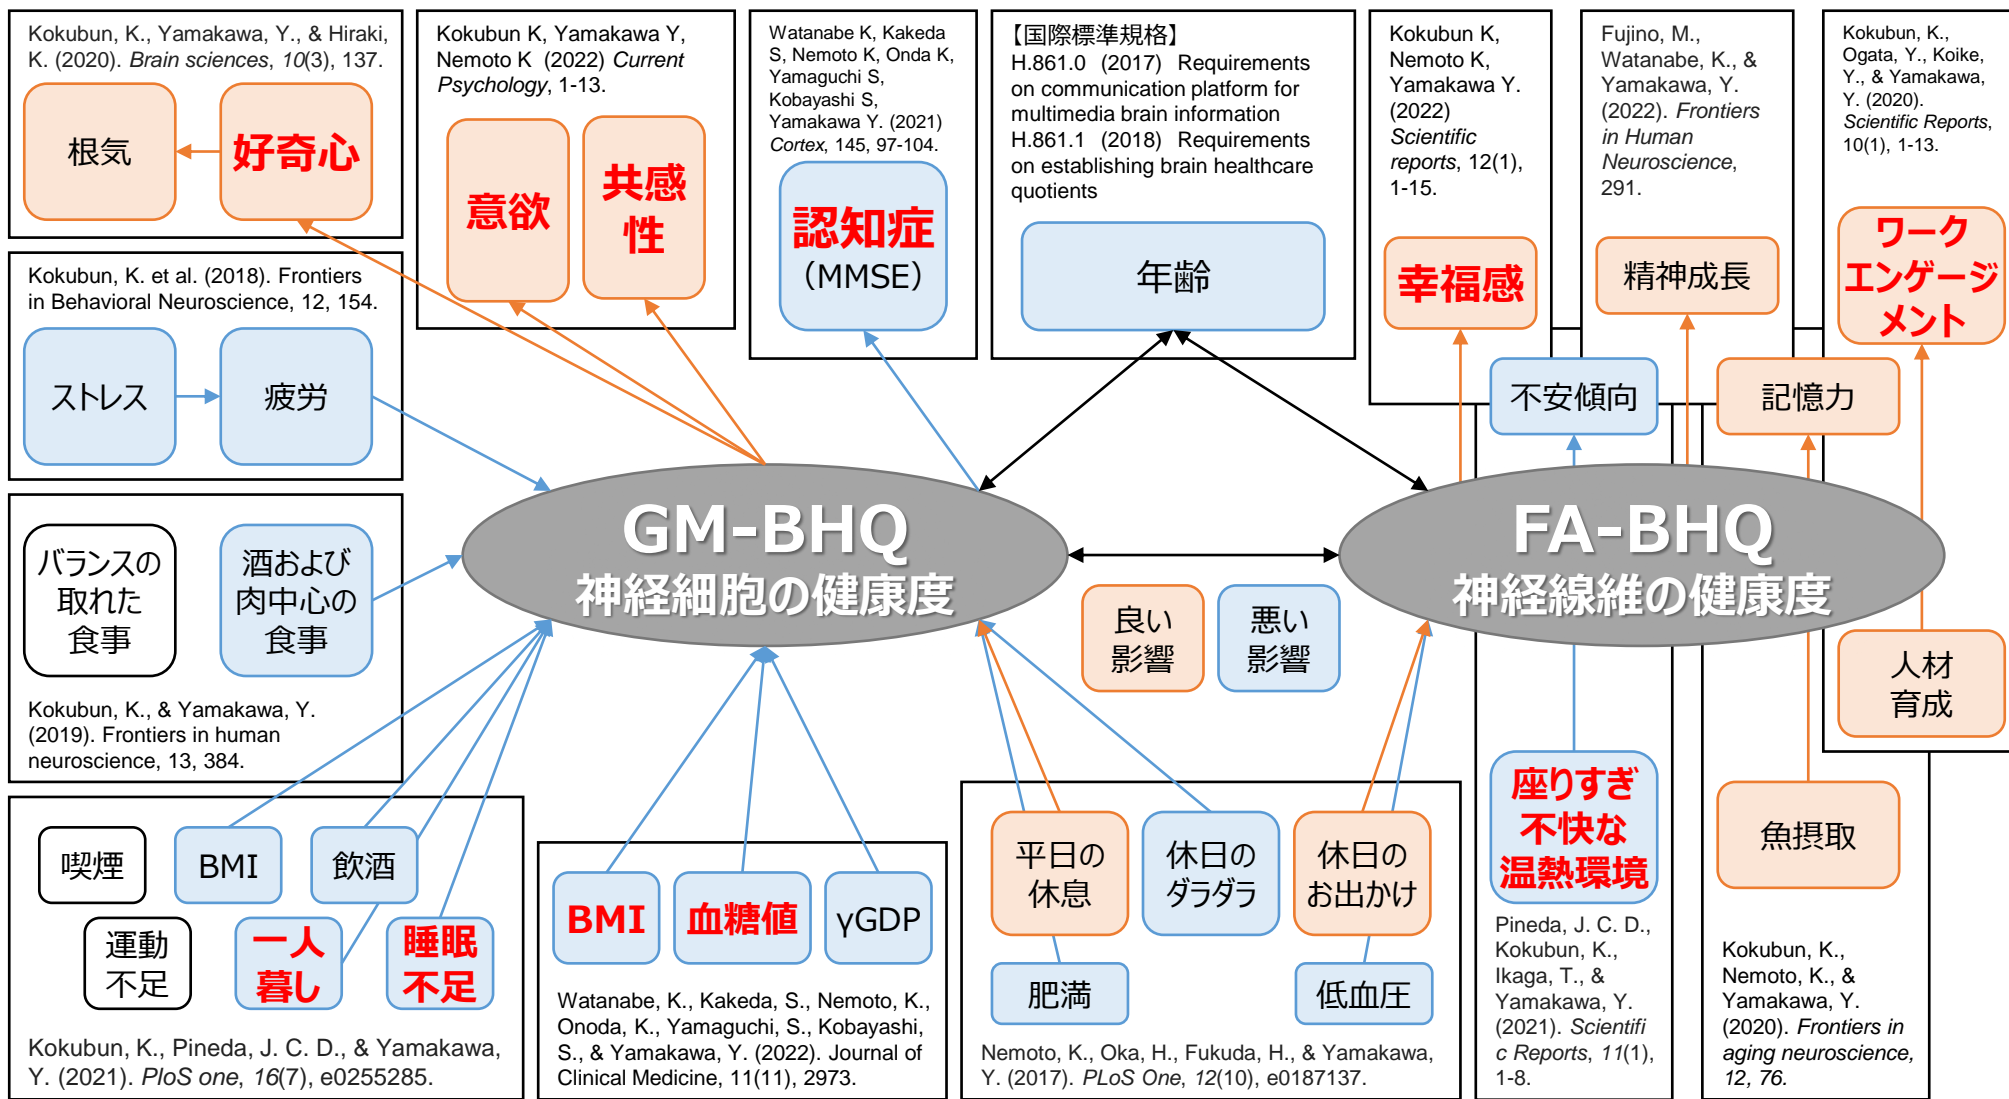 Kokubun, K., Yamakawa, Y., & Hiraki,
K. (2020). Brain sciences, 10(3), 137.
根気
好奇心
Kokubun K, Yamakawa Y,
Nemoto K (2022) Current
Psychology, 1-13.
意欲
共感
性
Watanabe K, Kakeda
S, Nemoto K, Onda K,
Yamaguchi S,
Kobayashi S,
Yamakawa Y. (2021)
Cortex, 145, 97-104.
認知症
（MMSE）
【国際標準規格】
H.861.0 (2017) Requirements
on communication platform for
multimedia brain information
H.861.1 (2018) Requirements
on establishing brain healthcare
quotients
年齢
Kokubun K,
Nemoto K,
Yamakawa Y.
(2022)
Scientific
reports, 12(1),
1-15.
幸福感
Fujino, M.,
Watanabe, K., &
Yamakawa, Y.
(2022). Frontiers
in Human
Neuroscience,
291.
精神成長
Kokubun, K.,
Ogata, Y., Koike,
Y., & Yamakawa,
Y. (2020).
Scientific Reports,
10(1), 1-13.
ワーク
エンゲージ
メント
Kokubun, K. et al. (2018). Frontiers
in Behavioral Neuroscience, 12, 154.
ストレス
疲労
不安傾向
記憶力
GM-BHQ
神経細胞の健康度
FA-BHQ
神経線維の健康度
バランスの
取れた
食事
酒および
肉中心の
食事
Kokubun, K., & Yamakawa, Y.
(2019). Frontiers in human
neuroscience, 13, 384.
良い
影響
悪い
影響
人材
育成
喫煙
BMI
飲酒
運動
不足
一人
暮し
睡眠
不足
Kokubun, K., Pineda, J. C. D., & Yamakawa,
Y. (2021). PloS one, 16(7), e0255285.
BMI
血糖値
γGDP
Watanabe, K., Kakeda, S., Nemoto, K.,
Onoda, K., Yamaguchi, S., Kobayashi,
S., & Yamakawa, Y. (2022). Journal of
Clinical Medicine, 11(11), 2973.
平日の
休息
休日の
ダラダラ
休日の
お出かけ
肥満
低血圧
Nemoto, K., Oka, H., Fukuda, H., & Yamakawa,
Y. (2017). PLoS One, 12(10), e0187137.
座りすぎ
不快な
温熱環境
Pineda, J. C. D.,
Kokubun, K.,
Ikaga, T., &
Yamakawa, Y.
(2021). Scientifi
c Reports, 11(1),
1-8.
魚摂取
Kokubun, K.,
Nemoto, K., &
Yamakawa, Y.
(2020). Frontiers in
aging neuroscience,
12, 76.